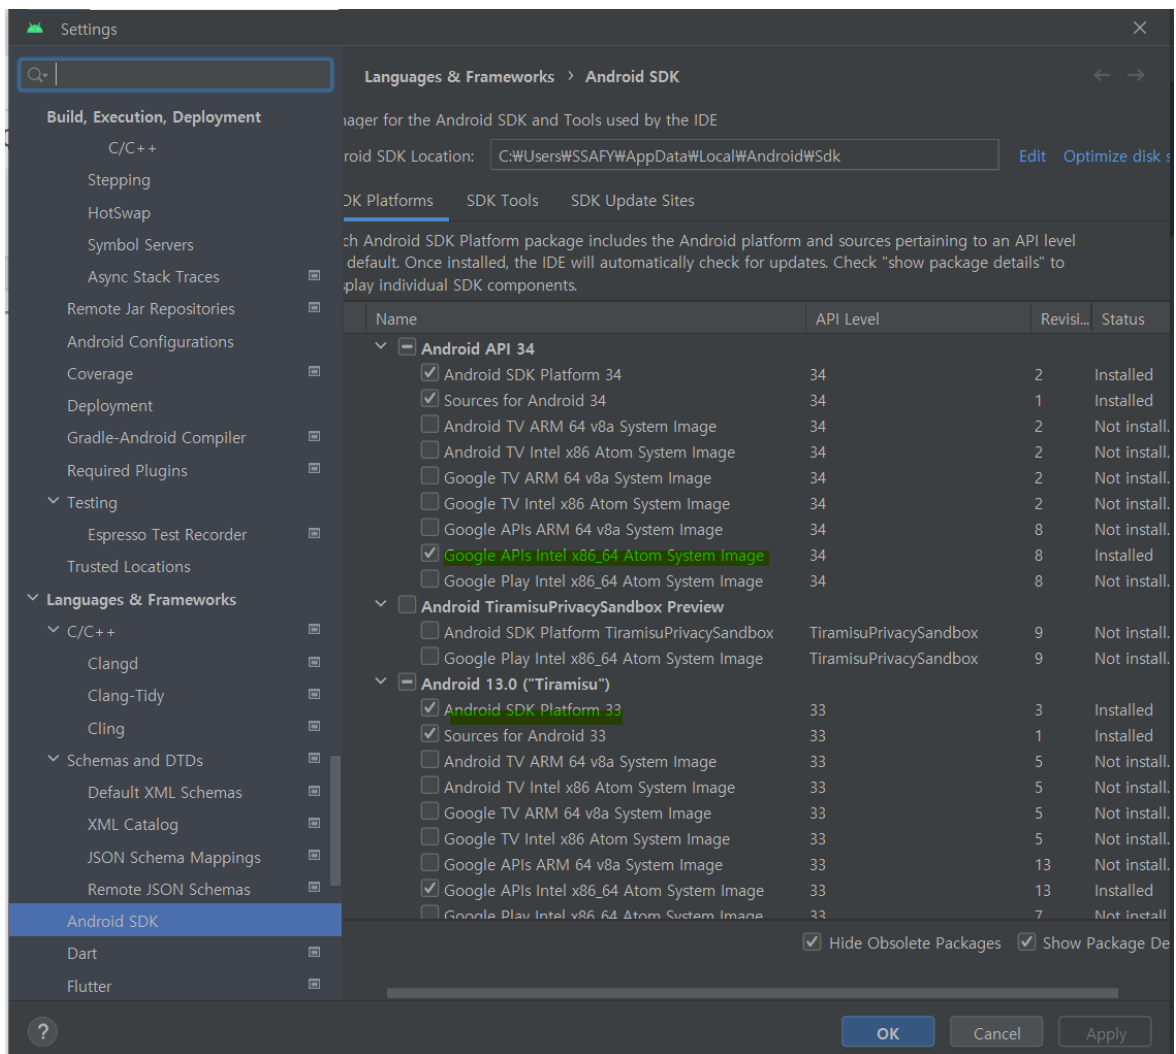 Settings
Languages & Frameworks > Android SDK
Build, Execution, Deployment
C/C++
Stepping
HotSwap
Symbol Servers
Async Stack Traces
Remote Jar Repositories
Android Configurations
Coverage
Deployment
Gradle-Android Compiler
Required Plugins
Testing
Espresso Test Recorder
Trusted Locations
Languages & Frameworks
C/C++
Clangd
Clang-Tidy
Cling
Schemas and DTDs
Default XML Schemas
XML Catalog
JSON Schema Mappings
Remote JSON Schemas
Android SDK
Dart
Flutter
nager for the Android SDK and Tools used by the IDE
roid SDK Location: C:₩Users₩SSAFY₩AppData₩Local₩Android₩Sdk Edit Optimize disk s
DK Platforms SDK Tools SDK Update Sites
ch Android SDK Platform package includes the Android platform and sources pertaining to an API level
default. Once installed, the IDE will automatically check for updates. Check "show package details" to
play individual SDK components.
Name API Level Revisi... Status
Android API 34
Android SDK Platform 34 34 2 Installed
Sources for Android 34 34 1 Installed
Android TV ARM 64 v8a System Image 34 2 Not install.
Android TV Intel x86 Atom System Image 34 2 Not install.
Google TV ARM 64 v8a System Image 34 2 Not install.
Google TV Intel x86 Atom System Image 34 2 Not install.
Google APIs ARM 64 v8a System Image 34 8 Not install.
Google APIs Intel x86_64 Atom System Image 34 8 Installed
Google Play Intel x86_64 Atom System Image 34 8 Not install.
Android TiramisuPrivacySandbox Preview
Android SDK Platform TiramisuPrivacySandbox TiramisuPrivacySandbox 9 Not install.
Google Play Intel x86_64 Atom System Image TiramisuPrivacySandbox 9 Not install.
Android 13.0 ("Tiramisu")
Android SDK Platform 33 33 3 Installed
Sources for Android 33 33 1 Installed
Android TV ARM 64 v8a System Image 33 5 Not install.
Android TV Intel x86 Atom System Image 33 5 Not install.
Google TV ARM 64 v8a System Image 33 5 Not install.
Google TV Intel x86 Atom System Image 33 5 Not install.
Google APIs ARM 64 v8a System Image 33 13 Not install.
Google APIs Intel x86_64 Atom System Image 33 13 Installed
Google Play Intel x86_64 Atom System Image 33 7 Not install
Hide Obsolete Packages Show Package De
? OK Cancel Apply